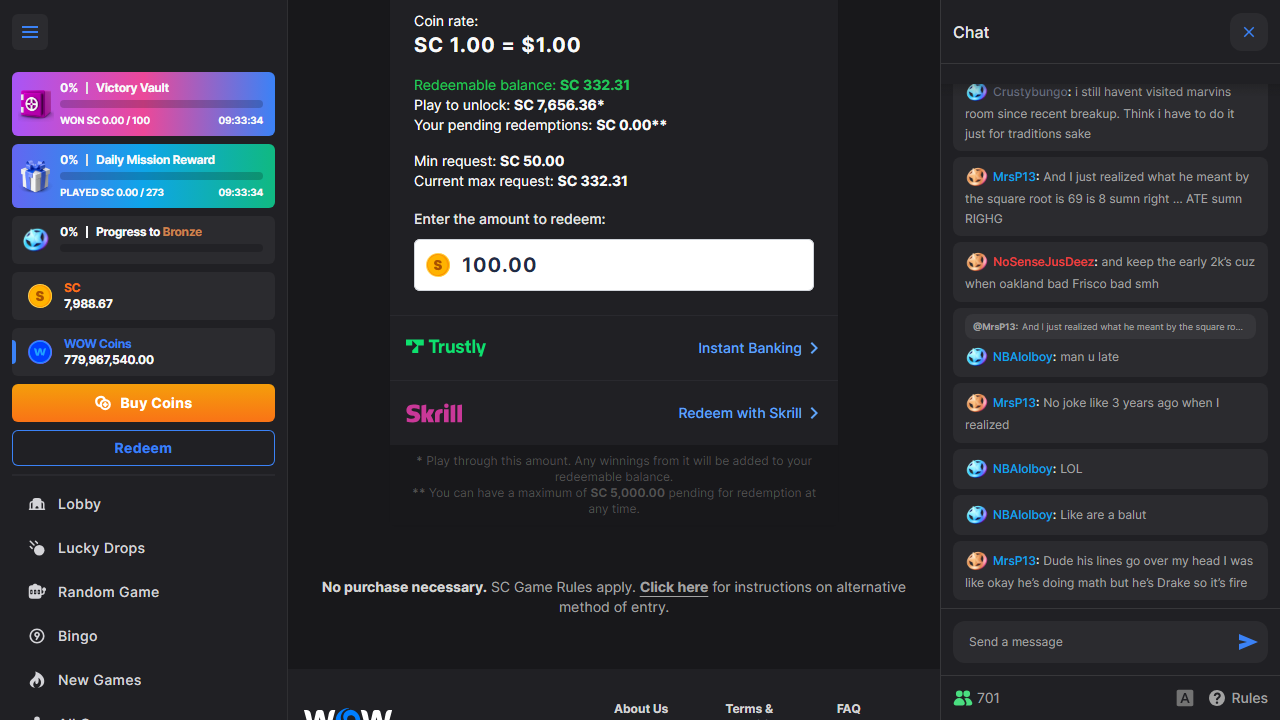 0% | Victory Vault
WON SC 0.00 / 100 09:33:34
0% | Daily Mission Reward
PLAYED SC 0.00 / 273 09:33:34
0% | Progress to Bronze
S
SC
7,988.67
W
WOW Coins
779,967,540.00
Buy Coins
Redeem
Lobby
Lucky Drops
Random Game
Bingo
New Games
Coin rate:
SC 1.00 = $1.00
Redeemable balance: SC 332.31
Play to unlock: SC 7,656.36*
Your pending redemptions: SC 0.00**
Min request: SC 50.00
Current max request: SC 332.31
Enter the amount to redeem:
S 100.00
Trustly Instant Banking
Skrill Redeem with Skrill
* Play through this amount. Any winnings from it will be added to your
redeemable balance.
** You can have a maximum of SC 5,000.00 pending for redemption at
any time.
No purchase necessary. SC Game Rules apply. Click here for instructions on alternative
method of entry.
WOW
About Us
Terms &
FAQ
Chat
Crustybungo: i still havent visited marvins
room since recent breakup. Think i have to do it
just for traditions sake
MrsP13: And I just realized what he meant by
the square root is 69 is 8 sumn right ... ATE sumn
RIGHG
NoSenseJusDeez: and keep the early 2k's cuz
when oakland bad Frisco bad smh
@MrsP13: And I just realized what he meant by the square ro...
NBAlolboy: man u late
MrsP13: No joke like 3 years ago when I
realized
NBAlolboy: LOL
NBAlolboy: Like are a balut
MrsP13: Dude his lines go over my head I was
like okay he's doing math but he's Drake so it's fire
Send a message
701
A
Rules